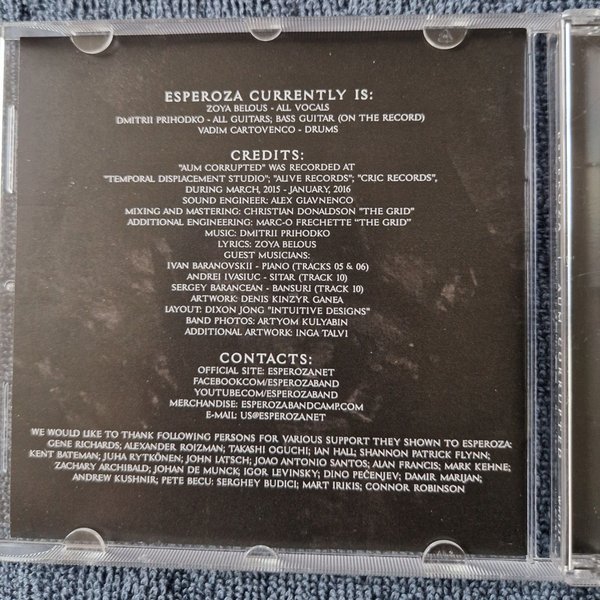 ESPEROZA CURRENTLY IS:
ZOYA BELOUS - ALL VOCALS
DMITRII PRIHODKO - ALL GUITARS; BASS GUITAR (ON THE RECORD)
VADIM CARTOVENCO - DRUMS
CREDITS:
"AUM CORRUPTED" WAS RECORDED AT
"TEMPORAL DISPLACEMENT STUDIO"; "ALIVE RECORDS"; "CRIC RECORDS",
DURING MARCH, 2015 - JANUARY, 2016
SOUND ENGINEER: ALEX GLAVNENCO
MIXING AND MASTERING: CHRISTIAN DONALDSON "THE GRID"
ADDITIONAL ENGINEERING: MARC-O FRECHETTE "THE GRID"
MUSIC: DMITRII PRIHODKO
LYRICS: ZOYA BELOUS
GUEST MUSICIANS:
IVAN BARANOVSKII - PIANO (TRACKS 05 & 06)
ANDREI IVASIUC - SITAR (TRACK 10)
SERGEY BARANCEAN - BANSURI (TRACK 10)
ARTWORK: DENIS KINZYR GANEA
LAYOUT: DIXON JONG "INTUITIVE DESIGNS"
BAND PHOTOS: ARTYOM KULYABIN
ADDITIONAL ARTWORK: INGA TALVI
CONTACTS:
OFFICIAL SITE: ESPEROZA.NET
FACEBOOK.COM/ESPEROZABAND
YOUTUBE.COM/ESPEROZABAND
MERCHANDISE: ESPEROZA.BANDCAMP.COM
E-MAIL: US@ESPEROZA.NET
WE WOULD LIKE TO THANK FOLLOWING PERSONS FOR VARIOUS SUPPORT THEY SHOWN TO ESPEROZA:
GENE RICHARDS; ALEXANDER ROIZMAN; TAKASHI OGUCHI; IAN HALL; SHANNON PATRICK FLYNN;
KENT BATEMAN; JUHA RYTKÖNEN; JOHN LATSCH; JOAO ANTONIO SANTOS; ALAN FRANCIS; MARK KEHNE;
ZACHARY ARCHIBALD; JOHAN DE MUNCK; IGOR LEVINSKY; DINO PEČENJEV; DAMIR MARIJAN;
ANDREW KUSHNIR; PETE BECU: SERGHEY BUDICI; MART IRIKIS; CONNOR ROBINSON